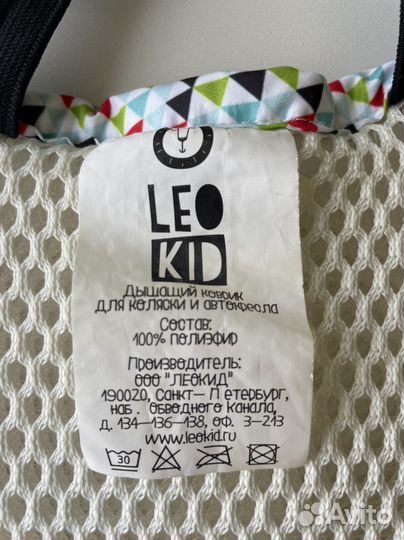 LEO
KID
Дышащий коврик
для коляски и автокресла
Состав:
100% полиэфир
Производитель:
ООО "ЛЕОКИД"
190020, Санкт-Петербург,
наб. Обводного канала,
д. 134-136-138, оф. 3-213
www.leokid.ru
30
Avito